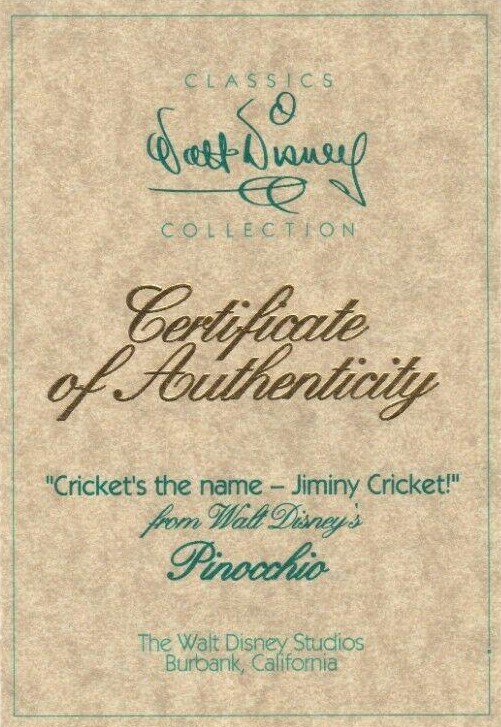 CLASSICS
Walt Disney
COLLECTION
Certificate
of Authenticity
"Cricket's the name – Jiminy Cricket!"
from Walt Disney's
Pinocchio
The Walt Disney Studios
Burbank, California